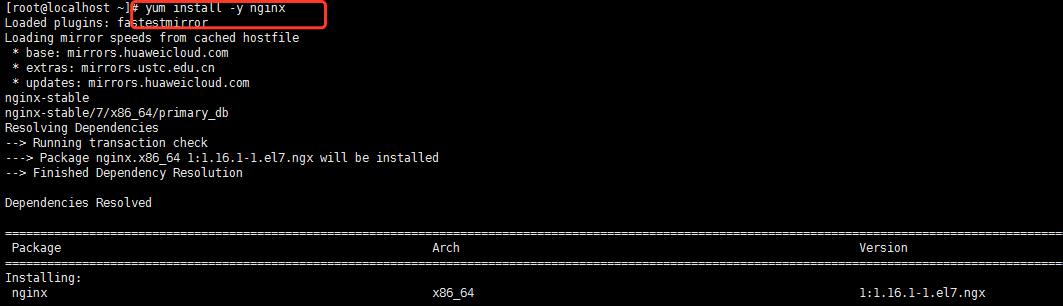 [root@localhost ~]# yum install -y nginx
Loaded plugins: fastestmirror
Loading mirror speeds from cached hostfile
 * base: mirrors.huaweicloud.com
 * extras: mirrors.ustc.edu.cn
 * updates: mirrors.huaweicloud.com
nginx-stable
nginx-stable/7/x86_64/primary_db
Resolving Dependencies
--> Running transaction check
---> Package nginx.x86_64 1:1.16.1-1.el7.ngx will be installed
--> Finished Dependency Resolution
Dependencies Resolved
Package Arch Version
Installing:
nginx x86_64 1:1.16.1-1.el7.ngx